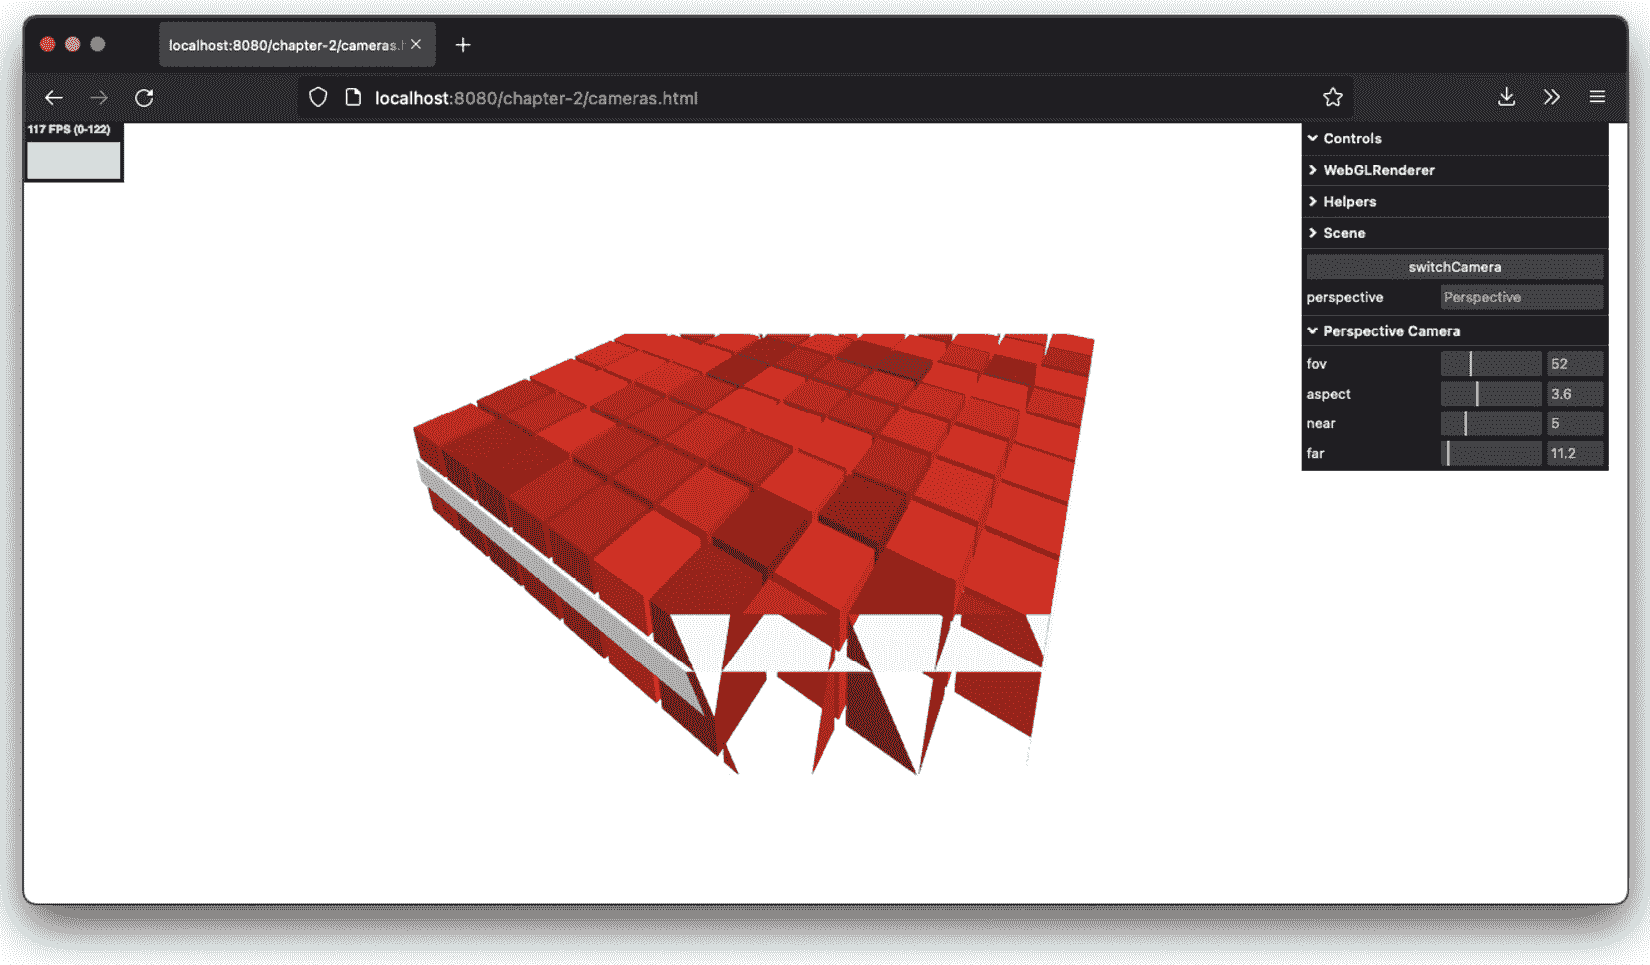 localhost:8080/chapter-2/cameras.
localhost:8080/chapter-2/cameras.html
117 FPS (0-122)
Controls
WebGLRenderer
Helpers
Scene
switchCamera
perspective Perspective
Perspective Camera
fov 52
aspect 3.6
near 5
far 11.2